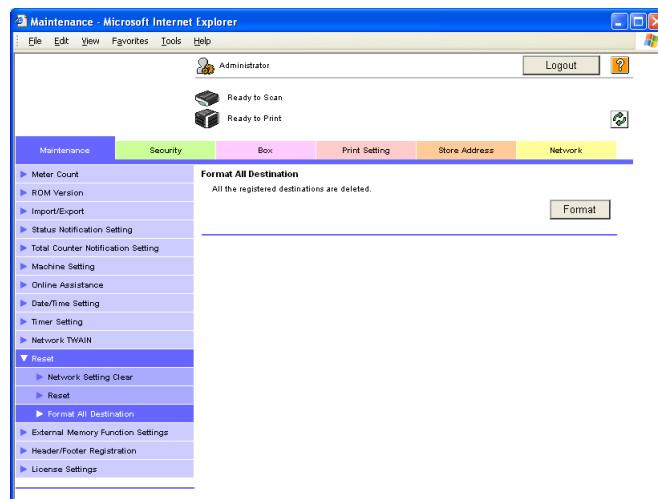 Maintenance - Microsoft Internet Explorer
File Edit View Favorites Tools Help
Administrator
Logout
?
Ready to Scan
Ready to Print
Maintenance Security Box Print Setting Store Address Network
Meter Count
ROM Version
Import/Export
Status Notification Setting
Total Counter Notification Setting
Machine Setting
Online Assistance
Date/Time Setting
Timer Setting
Network TWAIN
Reset
Network Setting Clear
Reset
Format All Destination
External Memory Function Settings
Header/Footer Registration
License Settings
Format All Destination
All the registered destinations are deleted.
Format